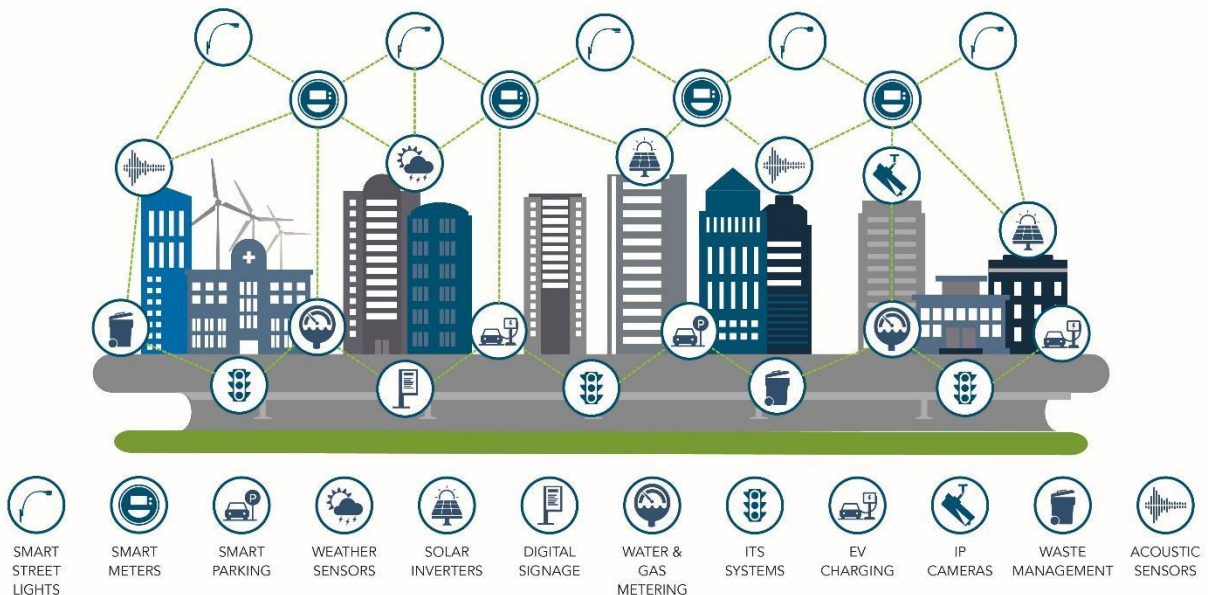 SMART
STREET
LIGHTS
SMART
METERS
SMART
PARKING
WEATHER
SENSORS
SOLAR
INVERTERS
DIGITAL
SIGNAGE
WATER &
GAS
METERING
ITS
SYSTEMS
EV
CHARGING
IP
CAMERAS
WASTE
MANAGEMENT
ACOUSTIC
SENSORS